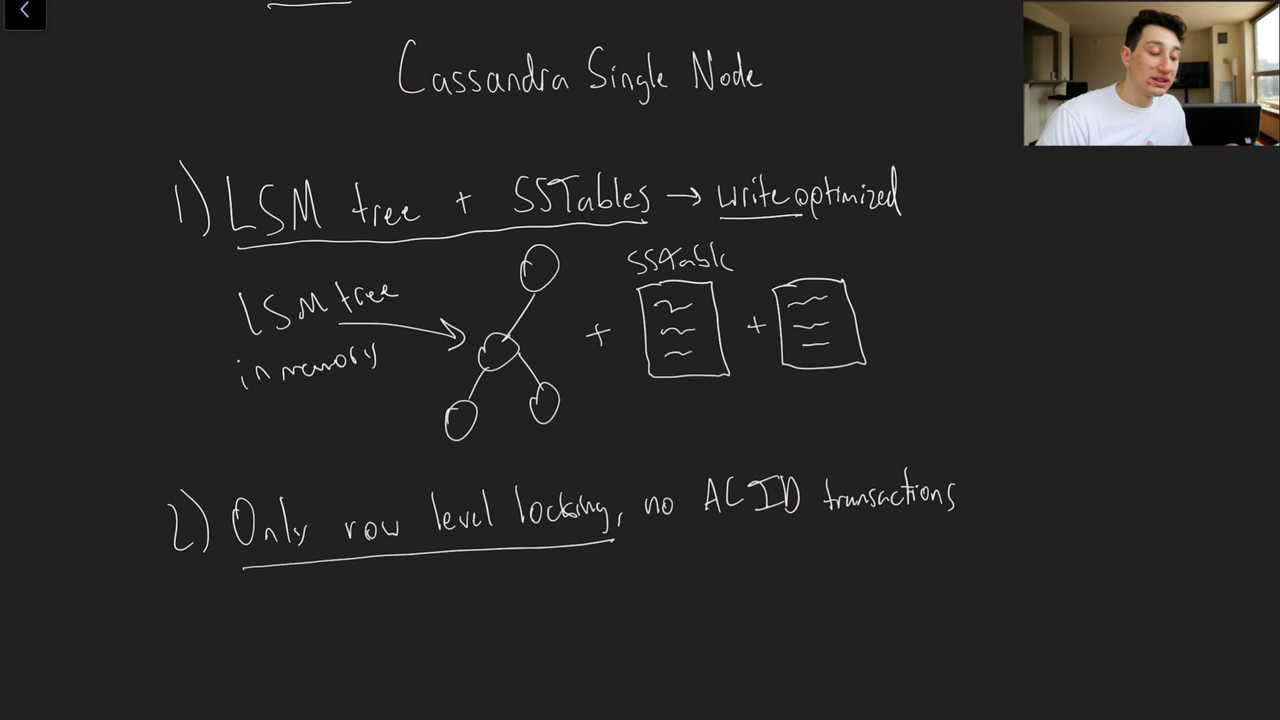 Cassandra Single Node
1) LSM tree + SSTables → write optimized
SSTable
LSM tree
in memory
+
+
2) Only row level locking, no ACID transactions